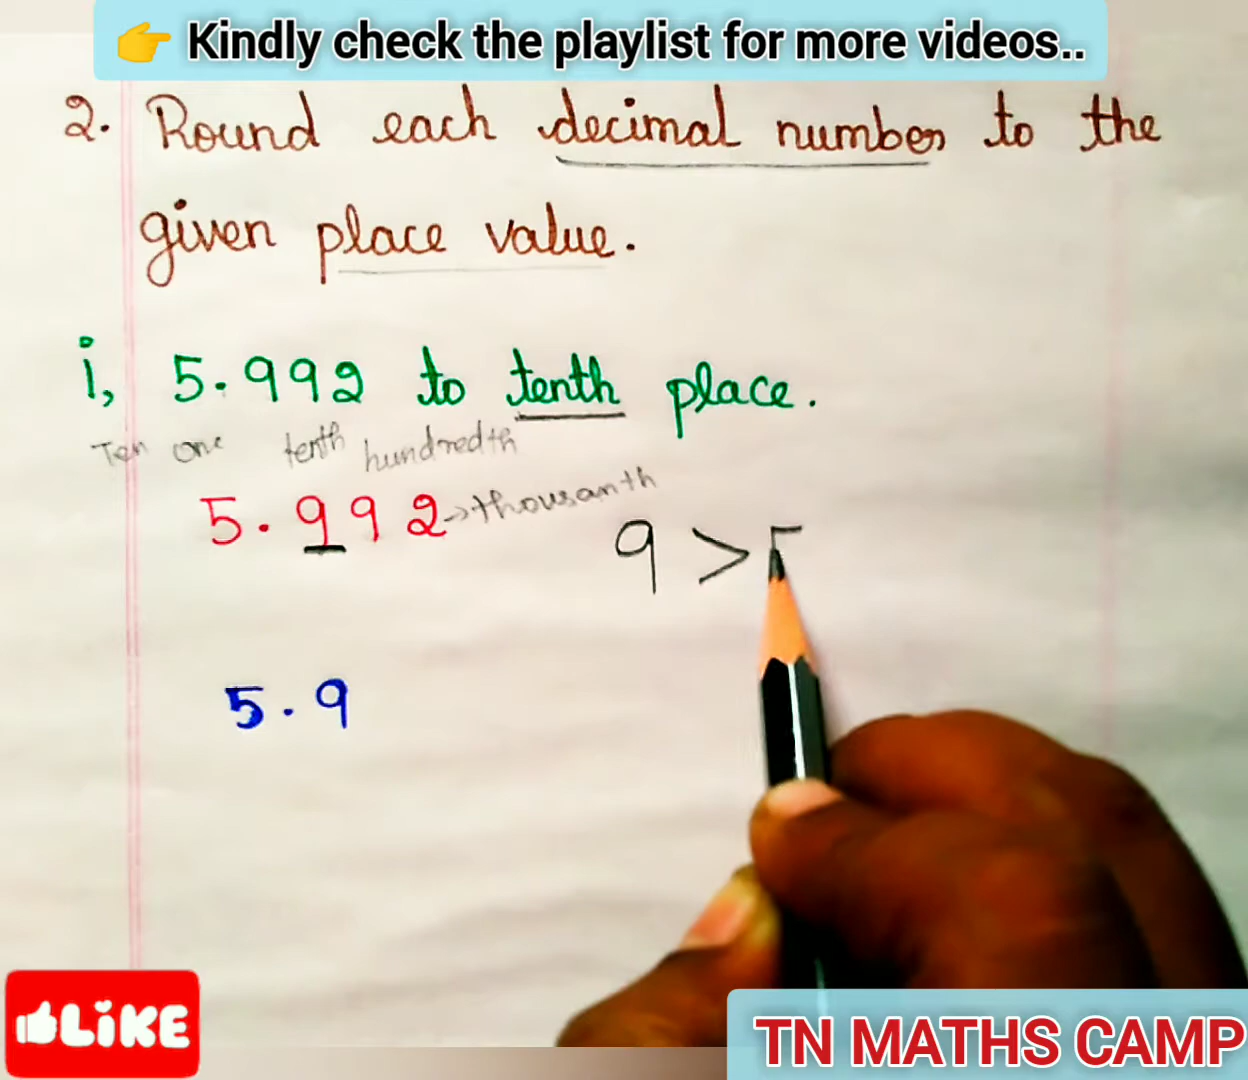 👉 Kindly check the playlist for more videos..
2. Round each decimal number to the
given place value.
i, 5.992 to tenth place.
Ten one tenth hundredth
5.992→thousanth
9 > 5
5.9
LiKE
TN MATHS CAMP